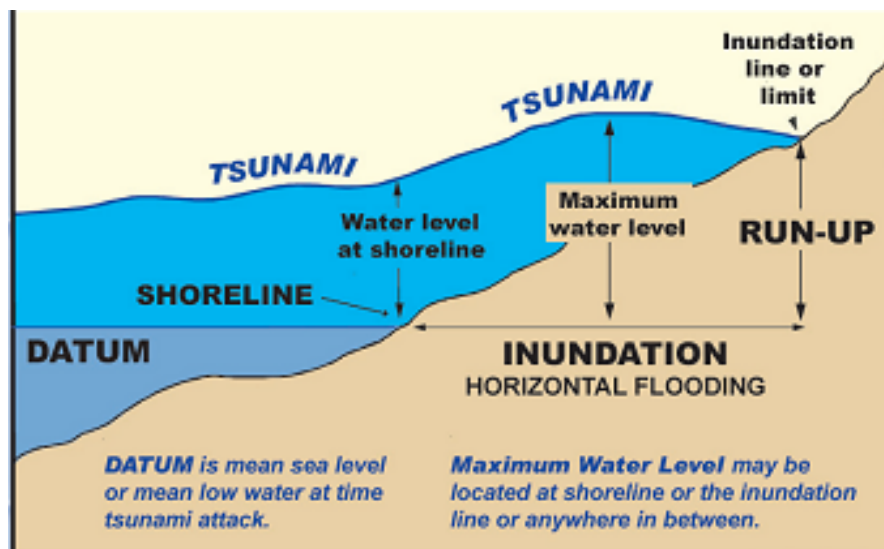 Inundation
line or
limit
TSUNAMI
TSUNAMI
Water level
at shoreline
Maximum
water level
RUN-UP
SHORELINE
DATUM
INUNDATION
HORIZONTAL FLOODING
DATUM is mean sea level
or mean low water at time
tsunami attack.
Maximum Water Level may be
located at shoreline or the inundation
line or anywhere in between.